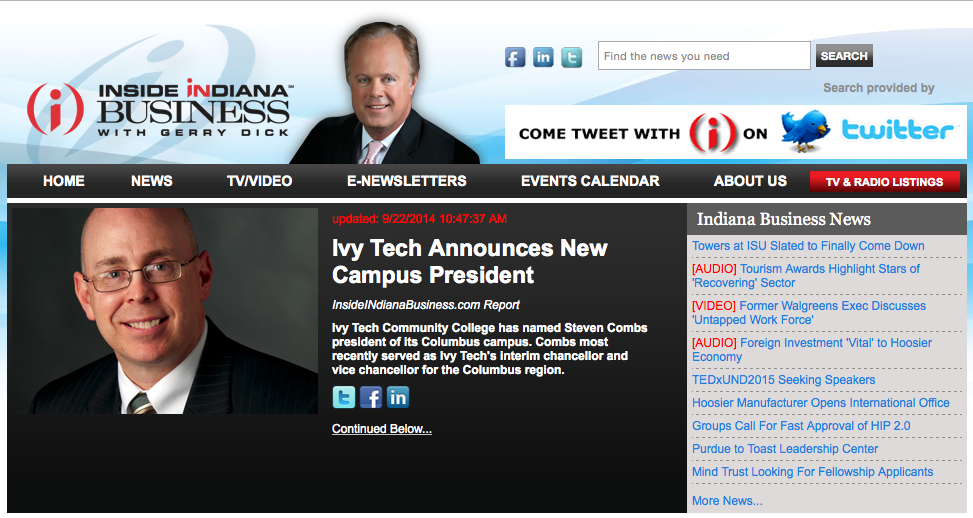 INSIDE INDIANA™
BUSINESS
WITH GERRY DICK
Find the news you need
SEARCH
Search provided by
COME TWEET WITH (i) ON twitter
HOME NEWS TV/VIDEO E-NEWSLETTERS EVENTS CALENDAR ABOUT US TV & RADIO LISTINGS
updated: 9/22/2014 10:47:37 AM
Ivy Tech Announces New
Campus President
InsideINdianaBusiness.com Report
Ivy Tech Community College has named Steven Combs
president of its Columbus campus. Combs most
recently served as Ivy Tech's interim chancellor and
vice chancellor for the Columbus region.
Continued Below...
Indiana Business News
Towers at ISU Slated to Finally Come Down
[AUDIO] Tourism Awards Highlight Stars of
'Recovering' Sector
[VIDEO] Former Walgreens Exec Discusses
'Untapped Work Force'
[AUDIO] Foreign Investment 'Vital' to Hoosier
Economy
TEDxUND2015 Seeking Speakers
Hoosier Manufacturer Opens International Office
Groups Call For Fast Approval of HIP 2.0
Purdue to Toast Leadership Center
Mind Trust Looking For Fellowship Applicants
More News...